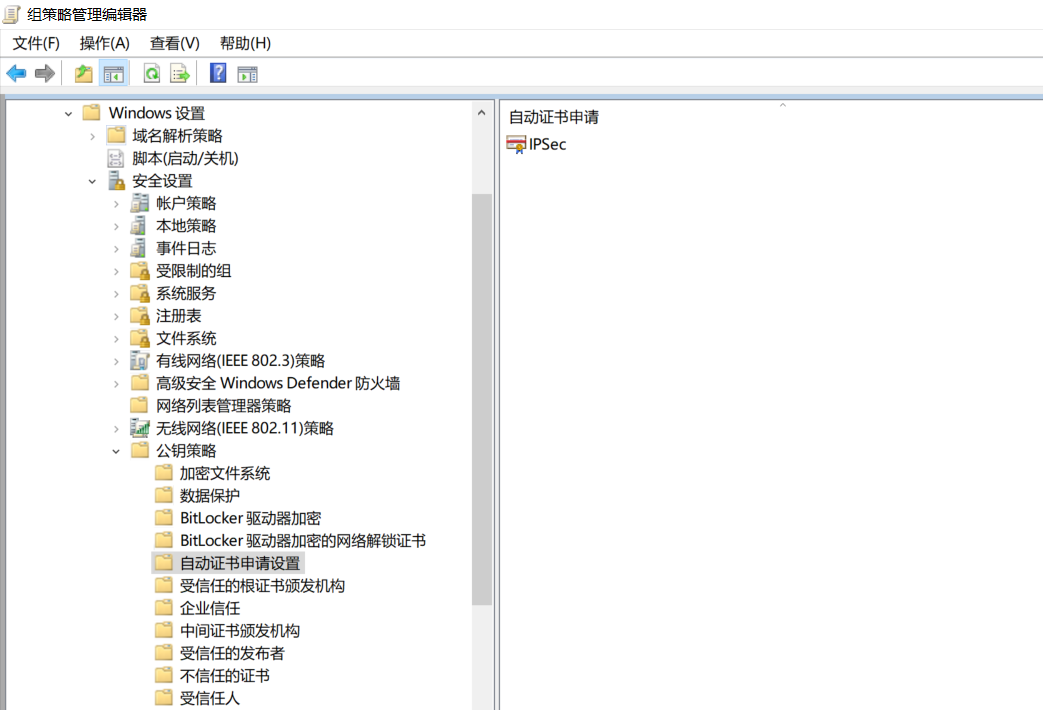 组策略管理编辑器
文件(F) 操作(A) 查看(V) 帮助(H)
Windows 设置
域名解析策略
脚本(启动/关机)
安全设置
帐户策略
本地策略
事件日志
受限制的组
系统服务
注册表
文件系统
有线网络(IEEE 802.3)策略
高级安全 Windows Defender 防火墙
网络列表管理器策略
无线网络(IEEE 802.11)策略
公钥策略
加密文件系统
数据保护
BitLocker 驱动器加密
BitLocker 驱动器加密的网络解锁证书
自动证书申请设置
受信任的根证书颁发机构
企业信任
中间证书颁发机构
受信任的发布者
不信任的证书
受信任人
自动证书申请
IPSec